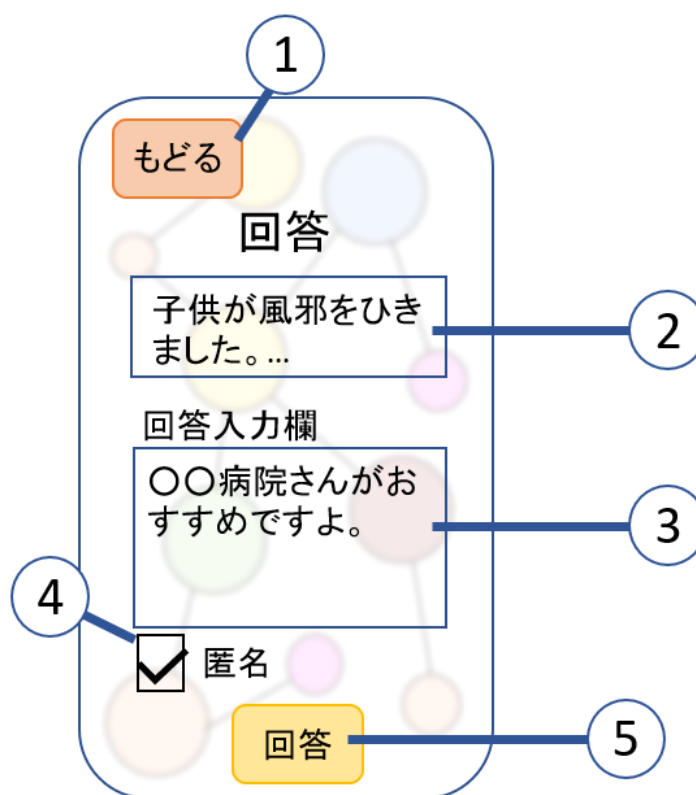 1
もどる
回答
子供が風邪をひき
ました。...
2
回答入力欄
〇〇病院さんがお
すすめですよ。
3
4
匿名
回答
5